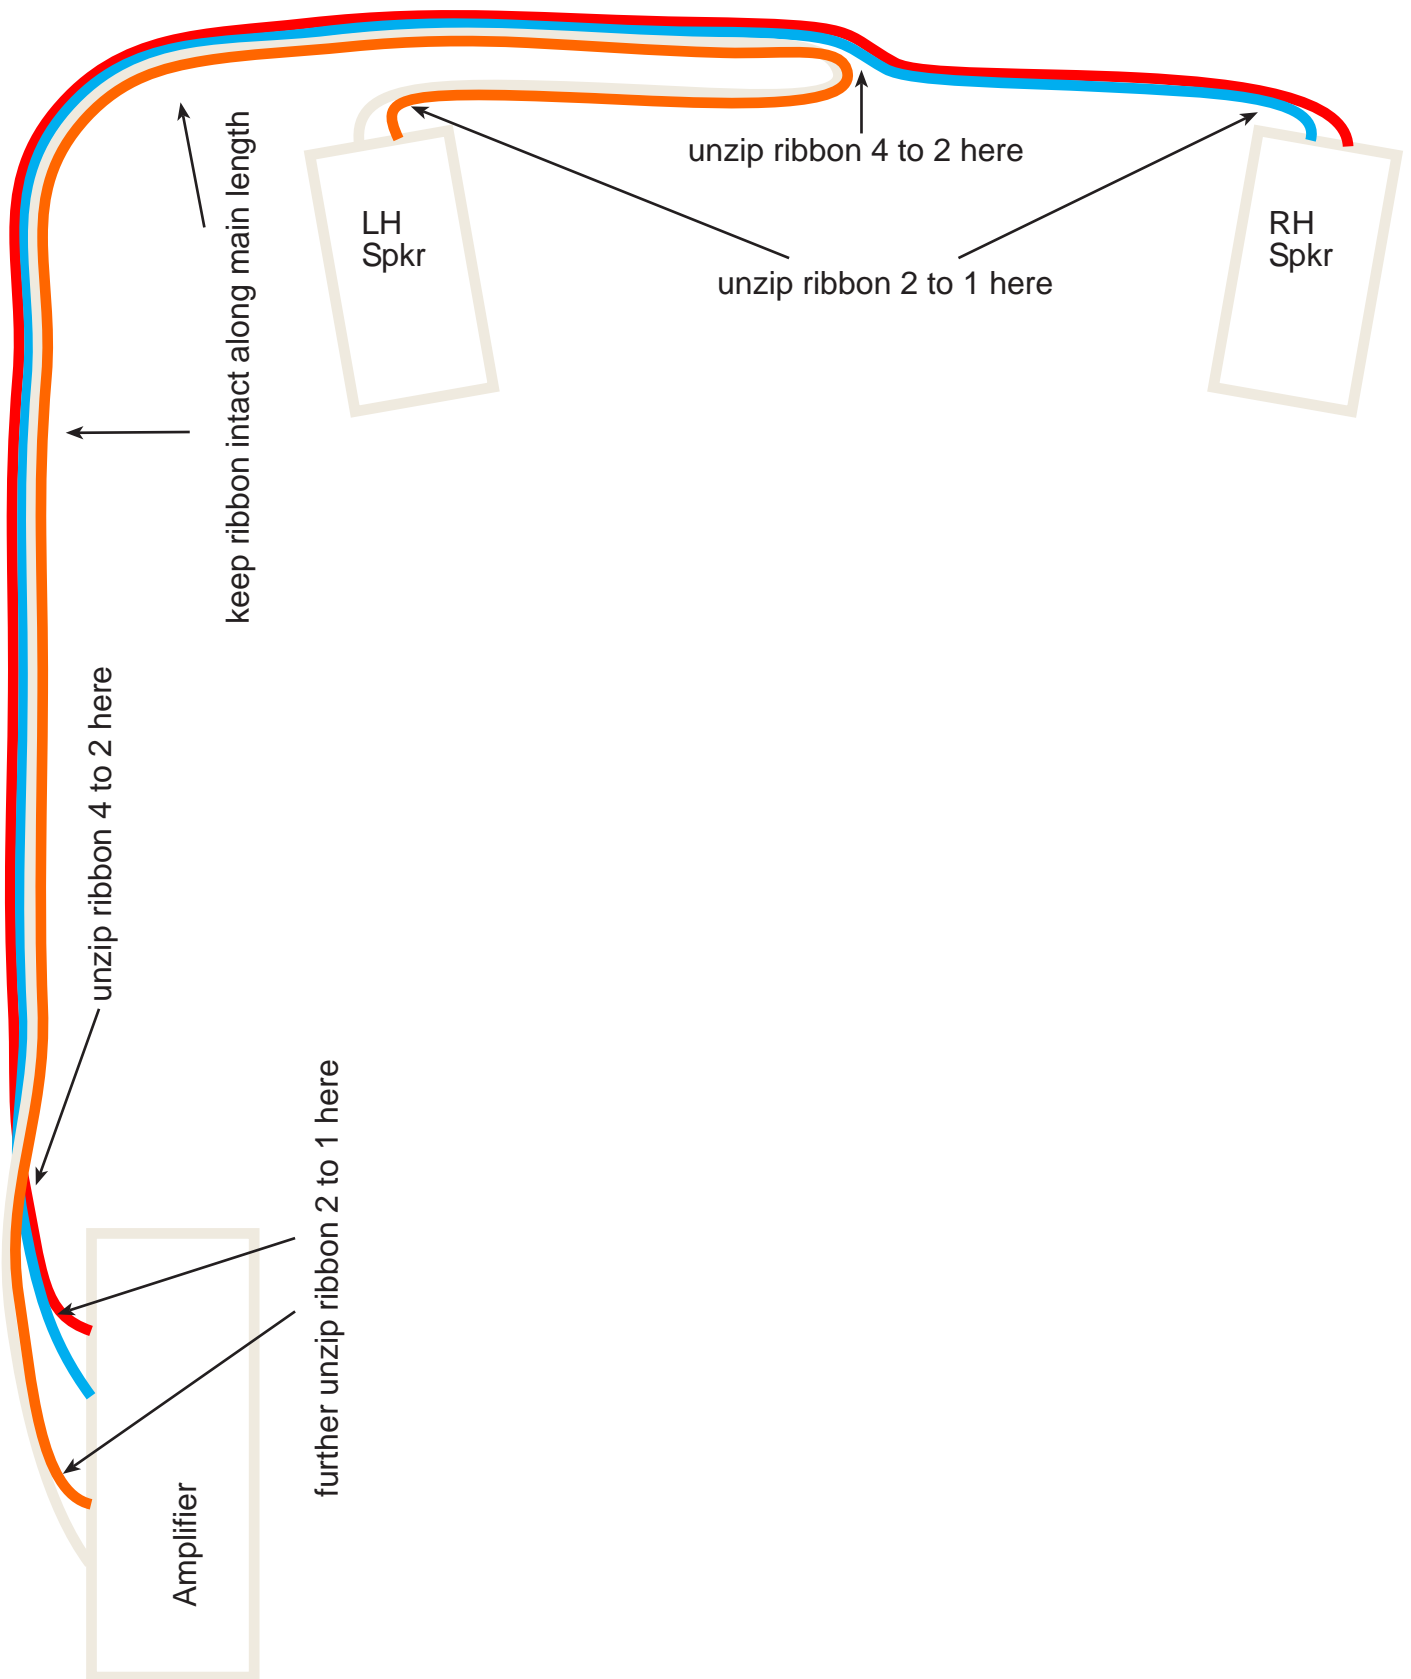 unzip ribbon 4 to 2 here
LH
Spkr
RH
Spkr
unzip ribbon 2 to 1 here
keep ribbon intact along main length
unzip ribbon 4 to 2 here
further unzip ribbon 2 to 1 here
Amplifier